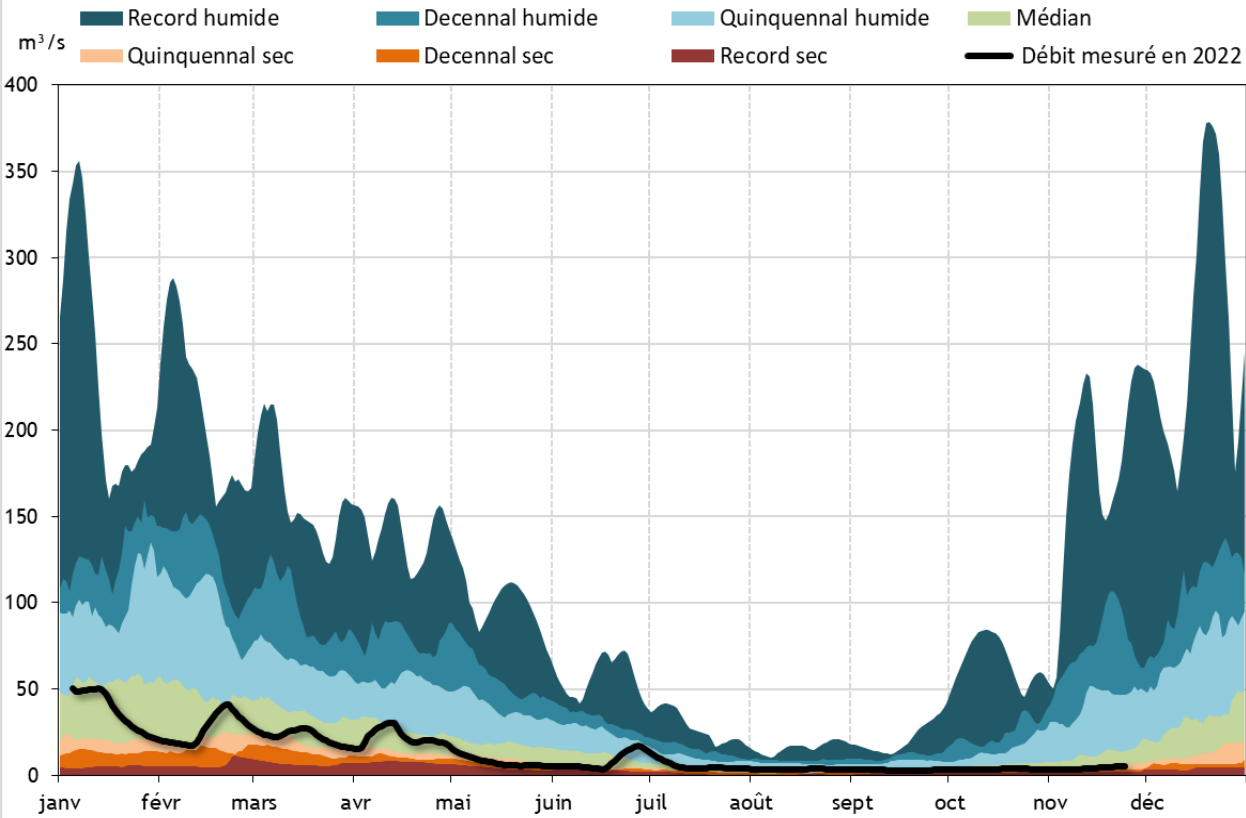 Record humide Decennal humide Quinquennal humide Médian
m³/s
Quinquennal sec Decennal sec Record sec Débit mesuré en 2022
400
350
300
250
200
150
100
50
0
janv févr mars avr mai juin juil août sept oct nov déc